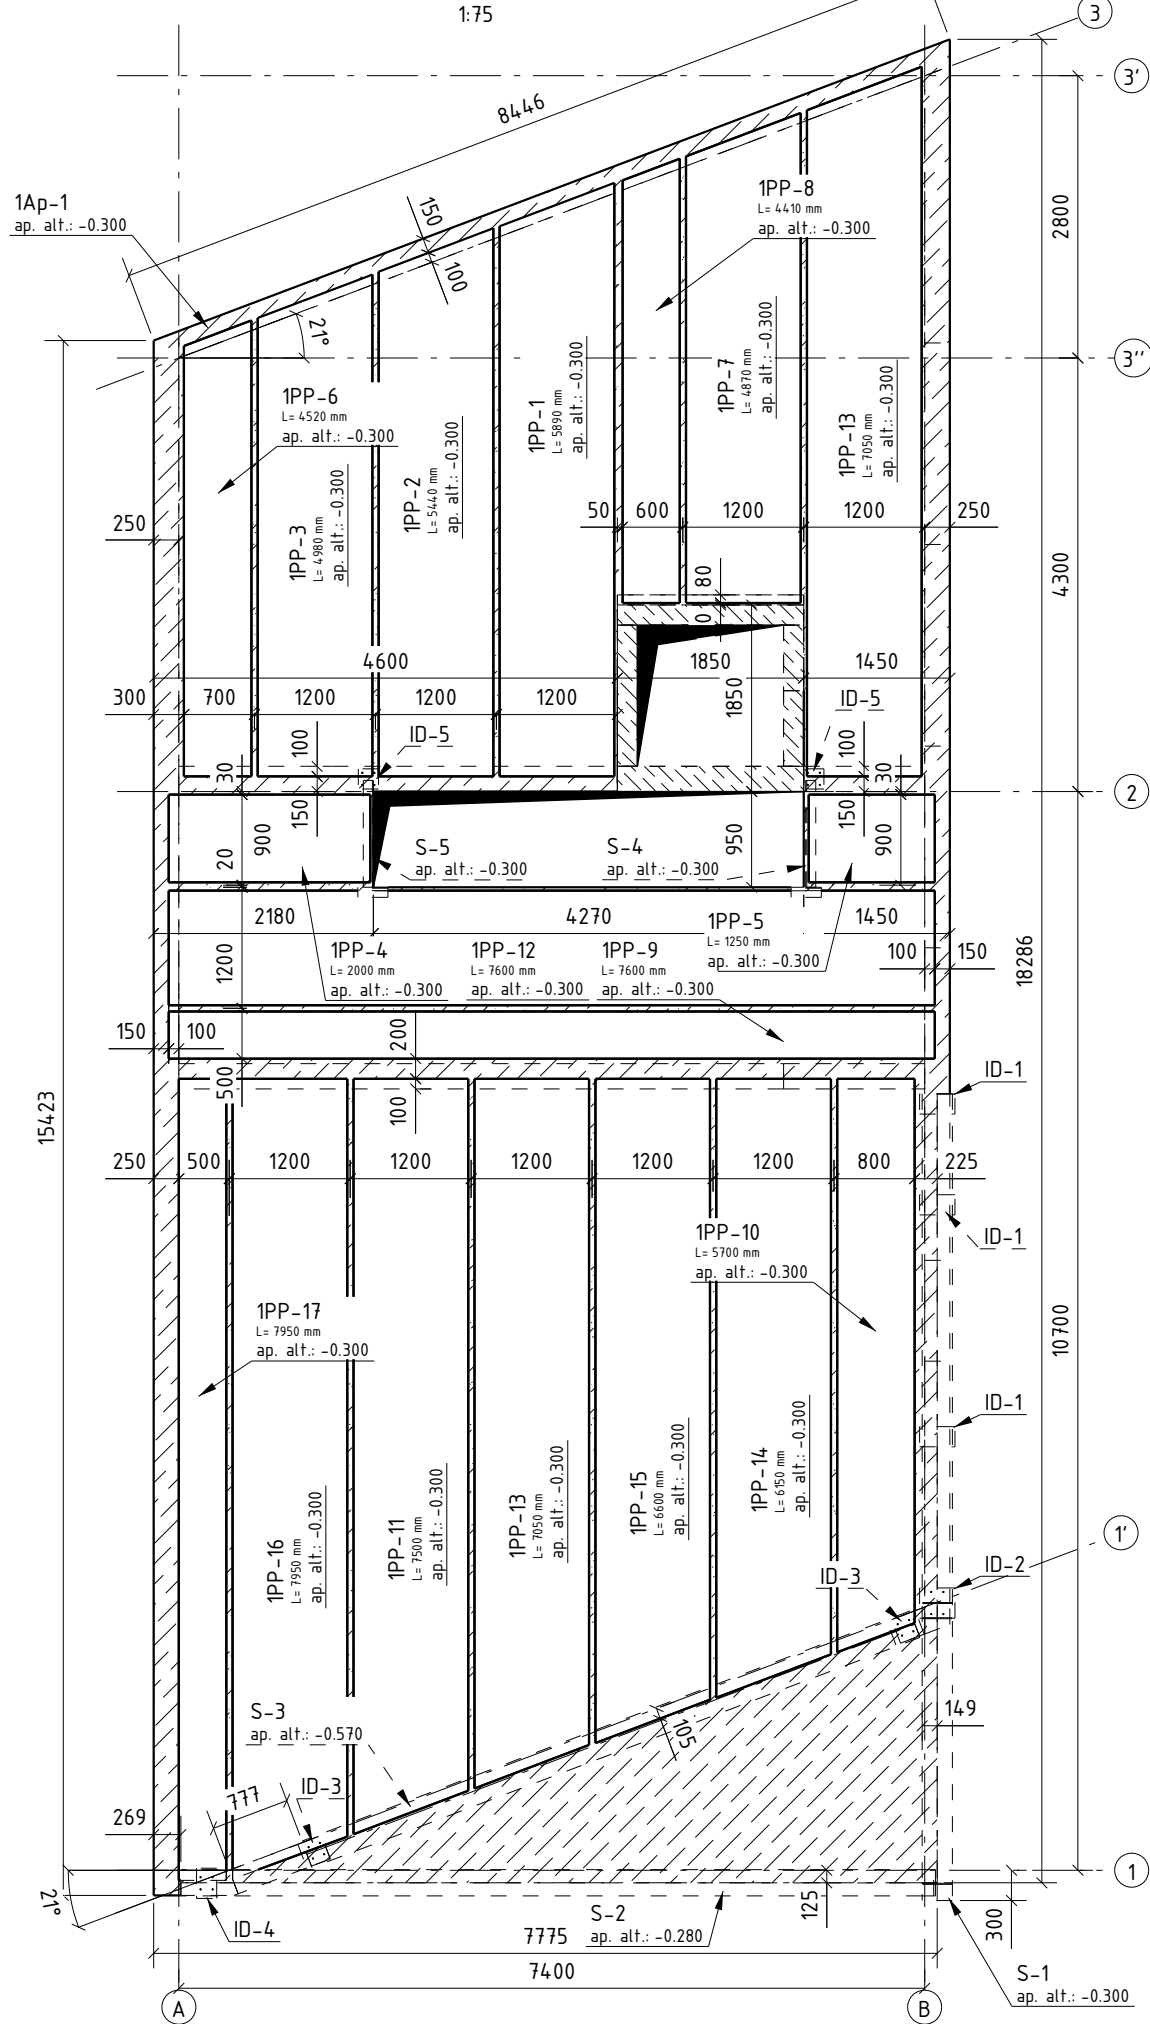 1:75
3
3'
8446
1PP-8
L= 4410 mm
ap. alt.: -0.300
1Ap-1
ap. alt.: -0.300
150
100
2800
21°
3''
1PP-6
L= 4520 mm
ap. alt.: -0.300
1PP-3
L= 4980 mm
ap. alt.: -0.300
1PP-2
L= 5440 mm
ap. alt.: -0.300
1PP-1
L= 5890 mm
ap. alt.: -0.300
1PP-7
L= 4870 mm
ap. alt.: -0.300
1PP-13
L= 7050 mm
ap. alt.: -0.300
250
50
600
1200
1200
250
80
0
4300
4600
1850
1450
300
700
1200
1200
1200
1850
ID-5
ID-5
100
100
30
30
2
150
150
900
20
900
950
S-5
ap. alt.: -0.300
S-4
ap. alt.: -0.300
2180
4270
1450
1PP-4
L= 2000 mm
ap. alt.: -0.300
1PP-12
L= 7600 mm
ap. alt.: -0.300
1PP-9
L= 7600 mm
ap. alt.: -0.300
1PP-5
L= 1250 mm
ap. alt.: -0.300
100
150
1200
18286
150
100
200
500
100
15423
ID-1
250
500
1200
1200
1200
1200
1200
800
225
ID-1
1PP-10
L= 5700 mm
ap. alt.: -0.300
1PP-17
L= 7950 mm
ap. alt.: -0.300
10700
ID-1
1PP-16
L= 7950 mm
ap. alt.: -0.300
1PP-11
L= 7500 mm
ap. alt.: -0.300
1PP-13
L= 7050 mm
ap. alt.: -0.300
1PP-15
L= 6600 mm
ap. alt.: -0.300
1PP-14
L= 6150 mm
ap. alt.: -0.300
1'
ID-2
ID-3
S-3
ap. alt.: -0.570
105
149
777
ID-3
269
21°
1
125
300
ID-4
S-2
ap. alt.: -0.280
7775
7400
S-1
ap. alt.: -0.300
A
B